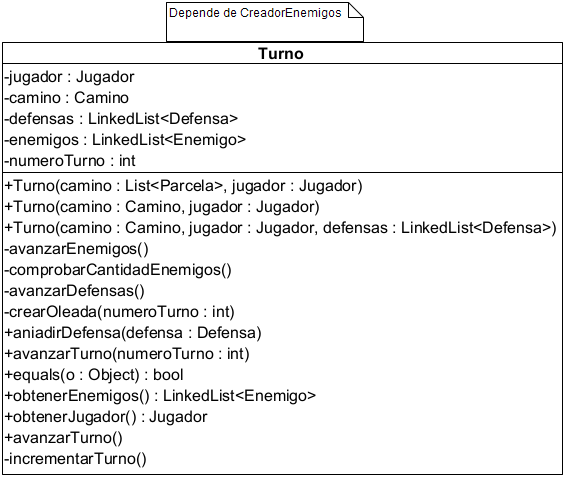 Depende de CreadorEnemigos
Turno
-jugador : Jugador
-camino : Camino
-defensas : LinkedList<Defensa>
-enemigos : LinkedList<Enemigo>
-numeroTurno : int
+Turno(camino : List<Parcela>, jugador : Jugador)
+Turno(camino : Camino, jugador : Jugador)
+Turno(camino : Camino, jugador : Jugador, defensas : LinkedList<Defensa>)
-avanzarEnemigos()
-comprobarCantidadEnemigos()
-avanzarDefensas()
-crearOleada(numeroTurno : int)
+aniadirDefensa(defensa : Defensa)
+avanzarTurno(numeroTurno : int)
+equals(o : Object) : bool
+obtenerEnemigos() : LinkedList<Enemigo>
+obtenerJugador() : Jugador
+avanzarTurno()
-incrementarTurno()